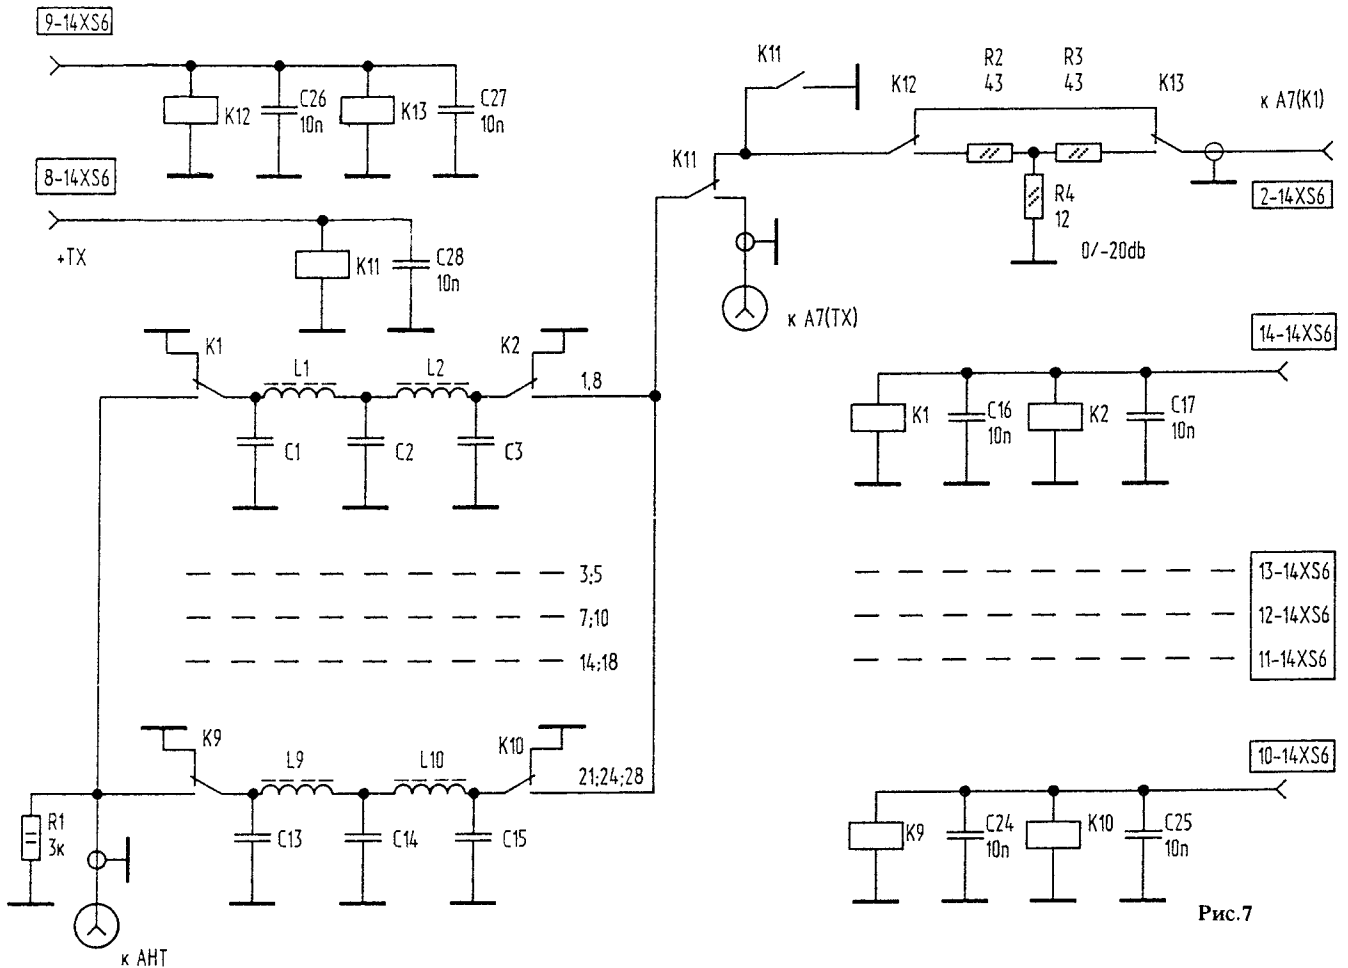 9-14XS6
K12
C26
10n
K13
C27
10n
8-14XS6
+TX
K11
C28
10n
K11
K11
K12
R2
43
R3
43
K13
к А7(К1)
2-14XS6
R4
12
0/-20db
к А7(ТХ)
K1
L1
L2
K2
1,8
C1
C2
C3
14-14XS6
K1
C16
10n
K2
C17
10n
3;5
7;10
14;18
13-14XS6
12-14XS6
11-14XS6
K9
L9
L10
K10
21;24;28
C13
C14
C15
R1
3к
к АНТ
10-14XS6
K9
C24
10n
K10
C25
10n
Рис.7